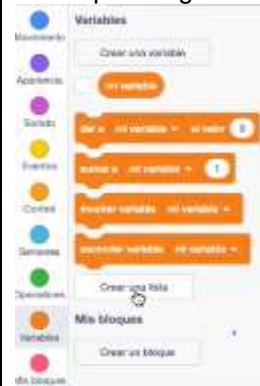 Variables
Movimiento
Crear una variable
Apariencia
mi variable
Sonido
dar a mi variable el valor 0
Eventos
sumar a mi variable 1
Control
mostrar variable mi variable
Sensores
esconder variable mi variable
Operadores
Crear una lista
Variables
Mis bloques
Crear un bloque
Mis bloques